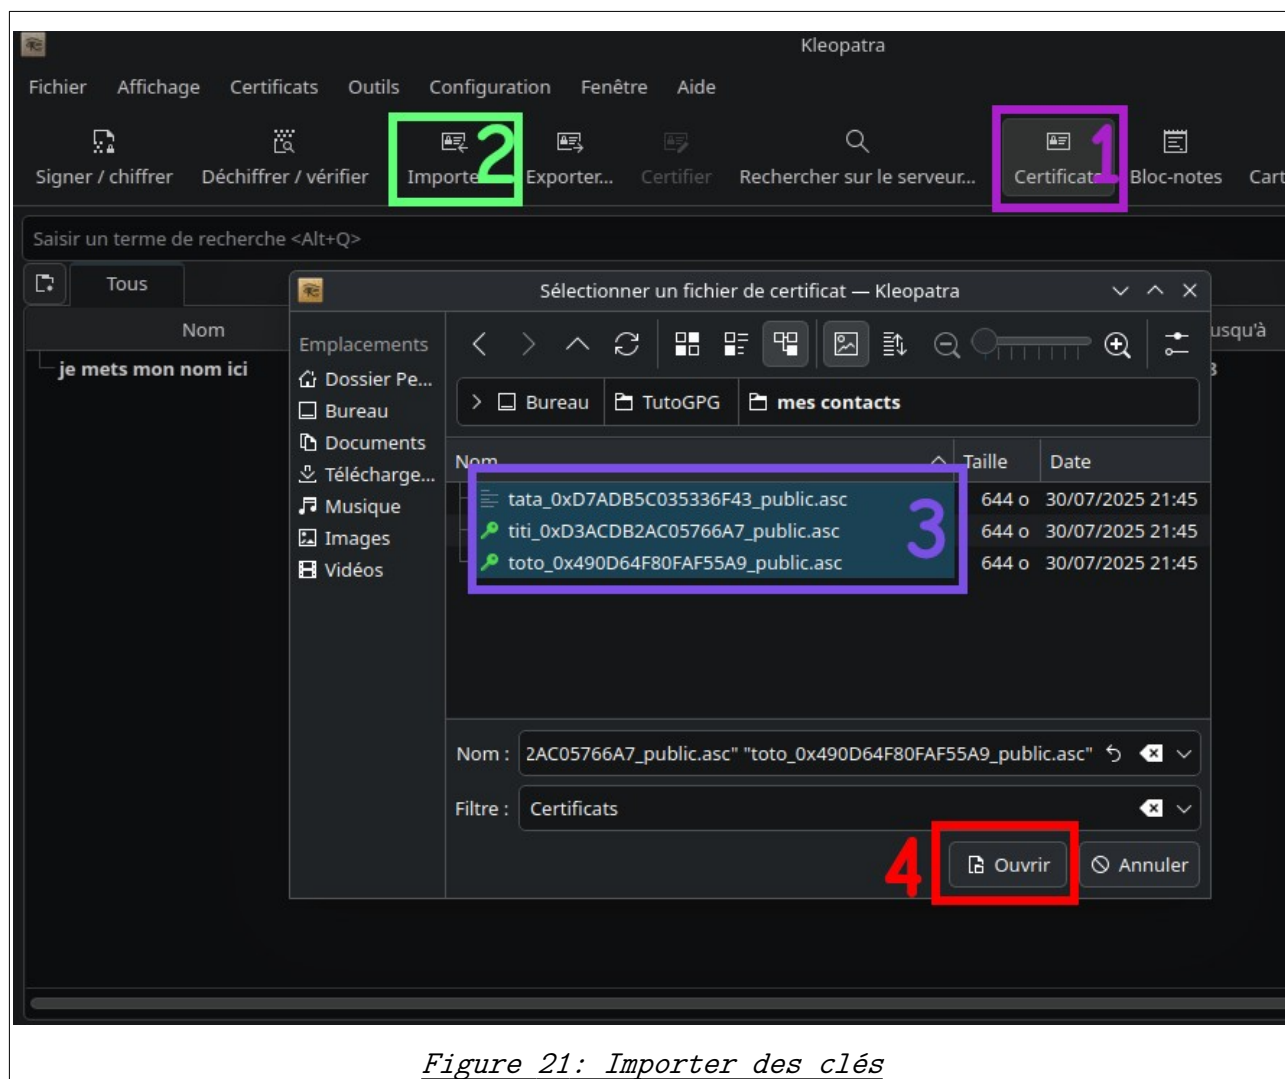 Kleopatra
Fichier Affichage Certificats Outils Configuration Fenêtre Aide
2 1
Signer / chiffrer Déchiffrer / vérifier Importe Exporter... Certifier Rechercher sur le serveur... Certificats Bloc-notes Cart
Saisir un terme de recherche <Alt+Q>
Tous
Sélectionner un fichier de certificat — Kleopatra
Nom usqu'à
je mets mon nom ici
Emplacements
Dossier Pe...
Bureau
Documents
Télécharge...
Musique
Images
Vidéos
Bureau TutoGPG mes contacts
Nom Taille Date
tata_0xD7ADB5C035336F43_public.asc 644 o 30/07/2025 21:45
titi_0xD3ACDB2AC05766A7_public.asc 644 o 30/07/2025 21:45
toto_0x490D64F80FAF55A9_public.asc 644 o 30/07/2025 21:45
3
Nom : 2AC05766A7_public.asc" "toto_0x490D64F80FAF55A9_public.asc"
Filtre : Certificats
4 Ouvrir Annuler
Figure 21: Importer des clés